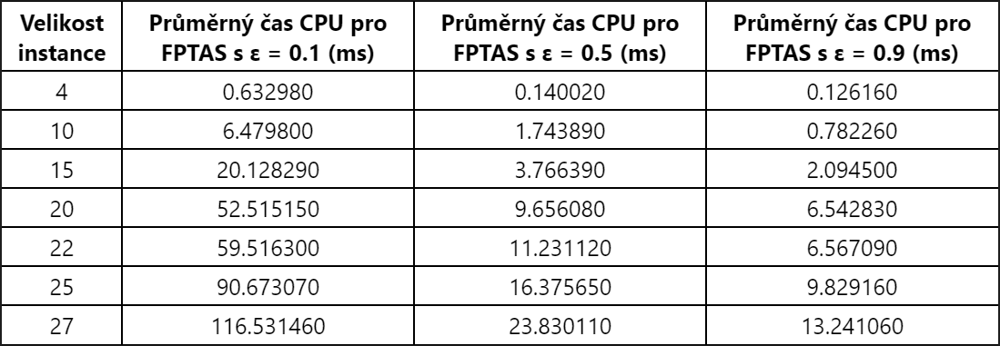 Velikost instance Průměrný čas CPU pro FPTAS s ε = 0.1 (ms) Průměrný čas CPU pro FPTAS s ε = 0.5 (ms) Průměrný čas CPU pro FPTAS s ε = 0.9 (ms)
4 0.632980 0.140020 0.126160
10 6.479800 1.743890 0.782260
15 20.128290 3.766390 2.094500
20 52.515150 9.656080 6.542830
22 59.516300 11.231120 6.567090
25 90.673070 16.375650 9.829160
27 116.531460 23.830110 13.241060